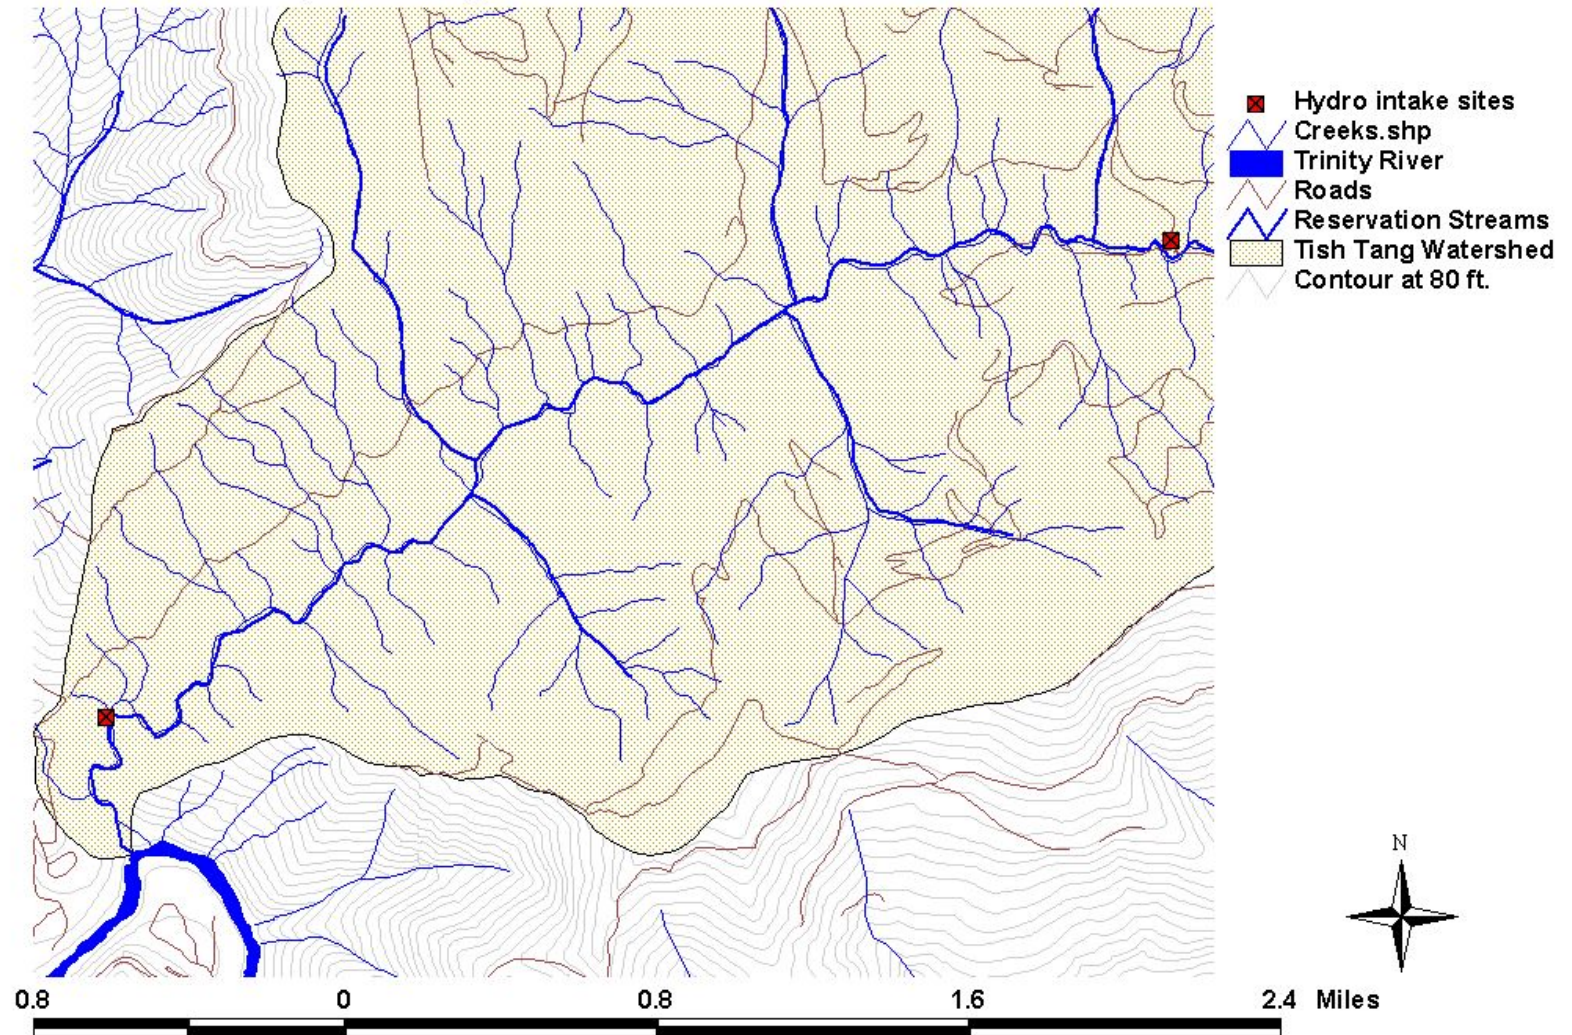 Hydro intake sites
Creeks.shp
Trinity River
Roads
Reservation Streams
Tish Tang Watershed
Contour at 80 ft.
N
0.8 0 0.8 1.6 2.4 Miles